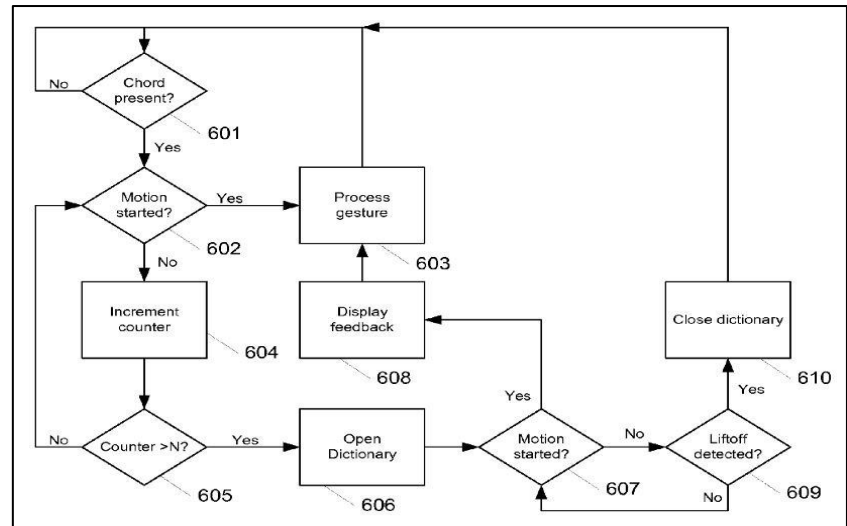 No
Chord
present?
601
Yes
Motion
started?
602
Yes
Process
gesture
603
No
Increment
counter
604
Display
feedback
608
Close dictionary
610
Yes
Yes
No
Counter >N?
605
Yes
Open
Dictionary
606
Motion
started?
607
No
Liftoff
detected?
609
No